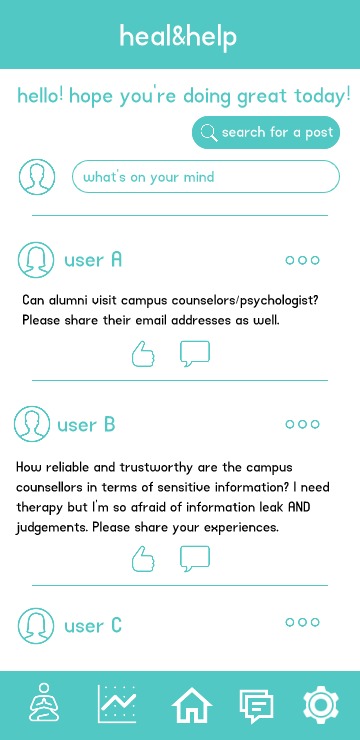 heal&help
hello! hope you're doing great today!
search for a post
what's on your mind
user A
Can alumni visit campus counselors/psychologist?
Please share their email addresses as well.
user B
How reliable and trustworthy are the campus
counsellors in terms of sensitive information? I need
therapy but I'm so afraid of information leak AND
judgements. Please share your experiences.
user C